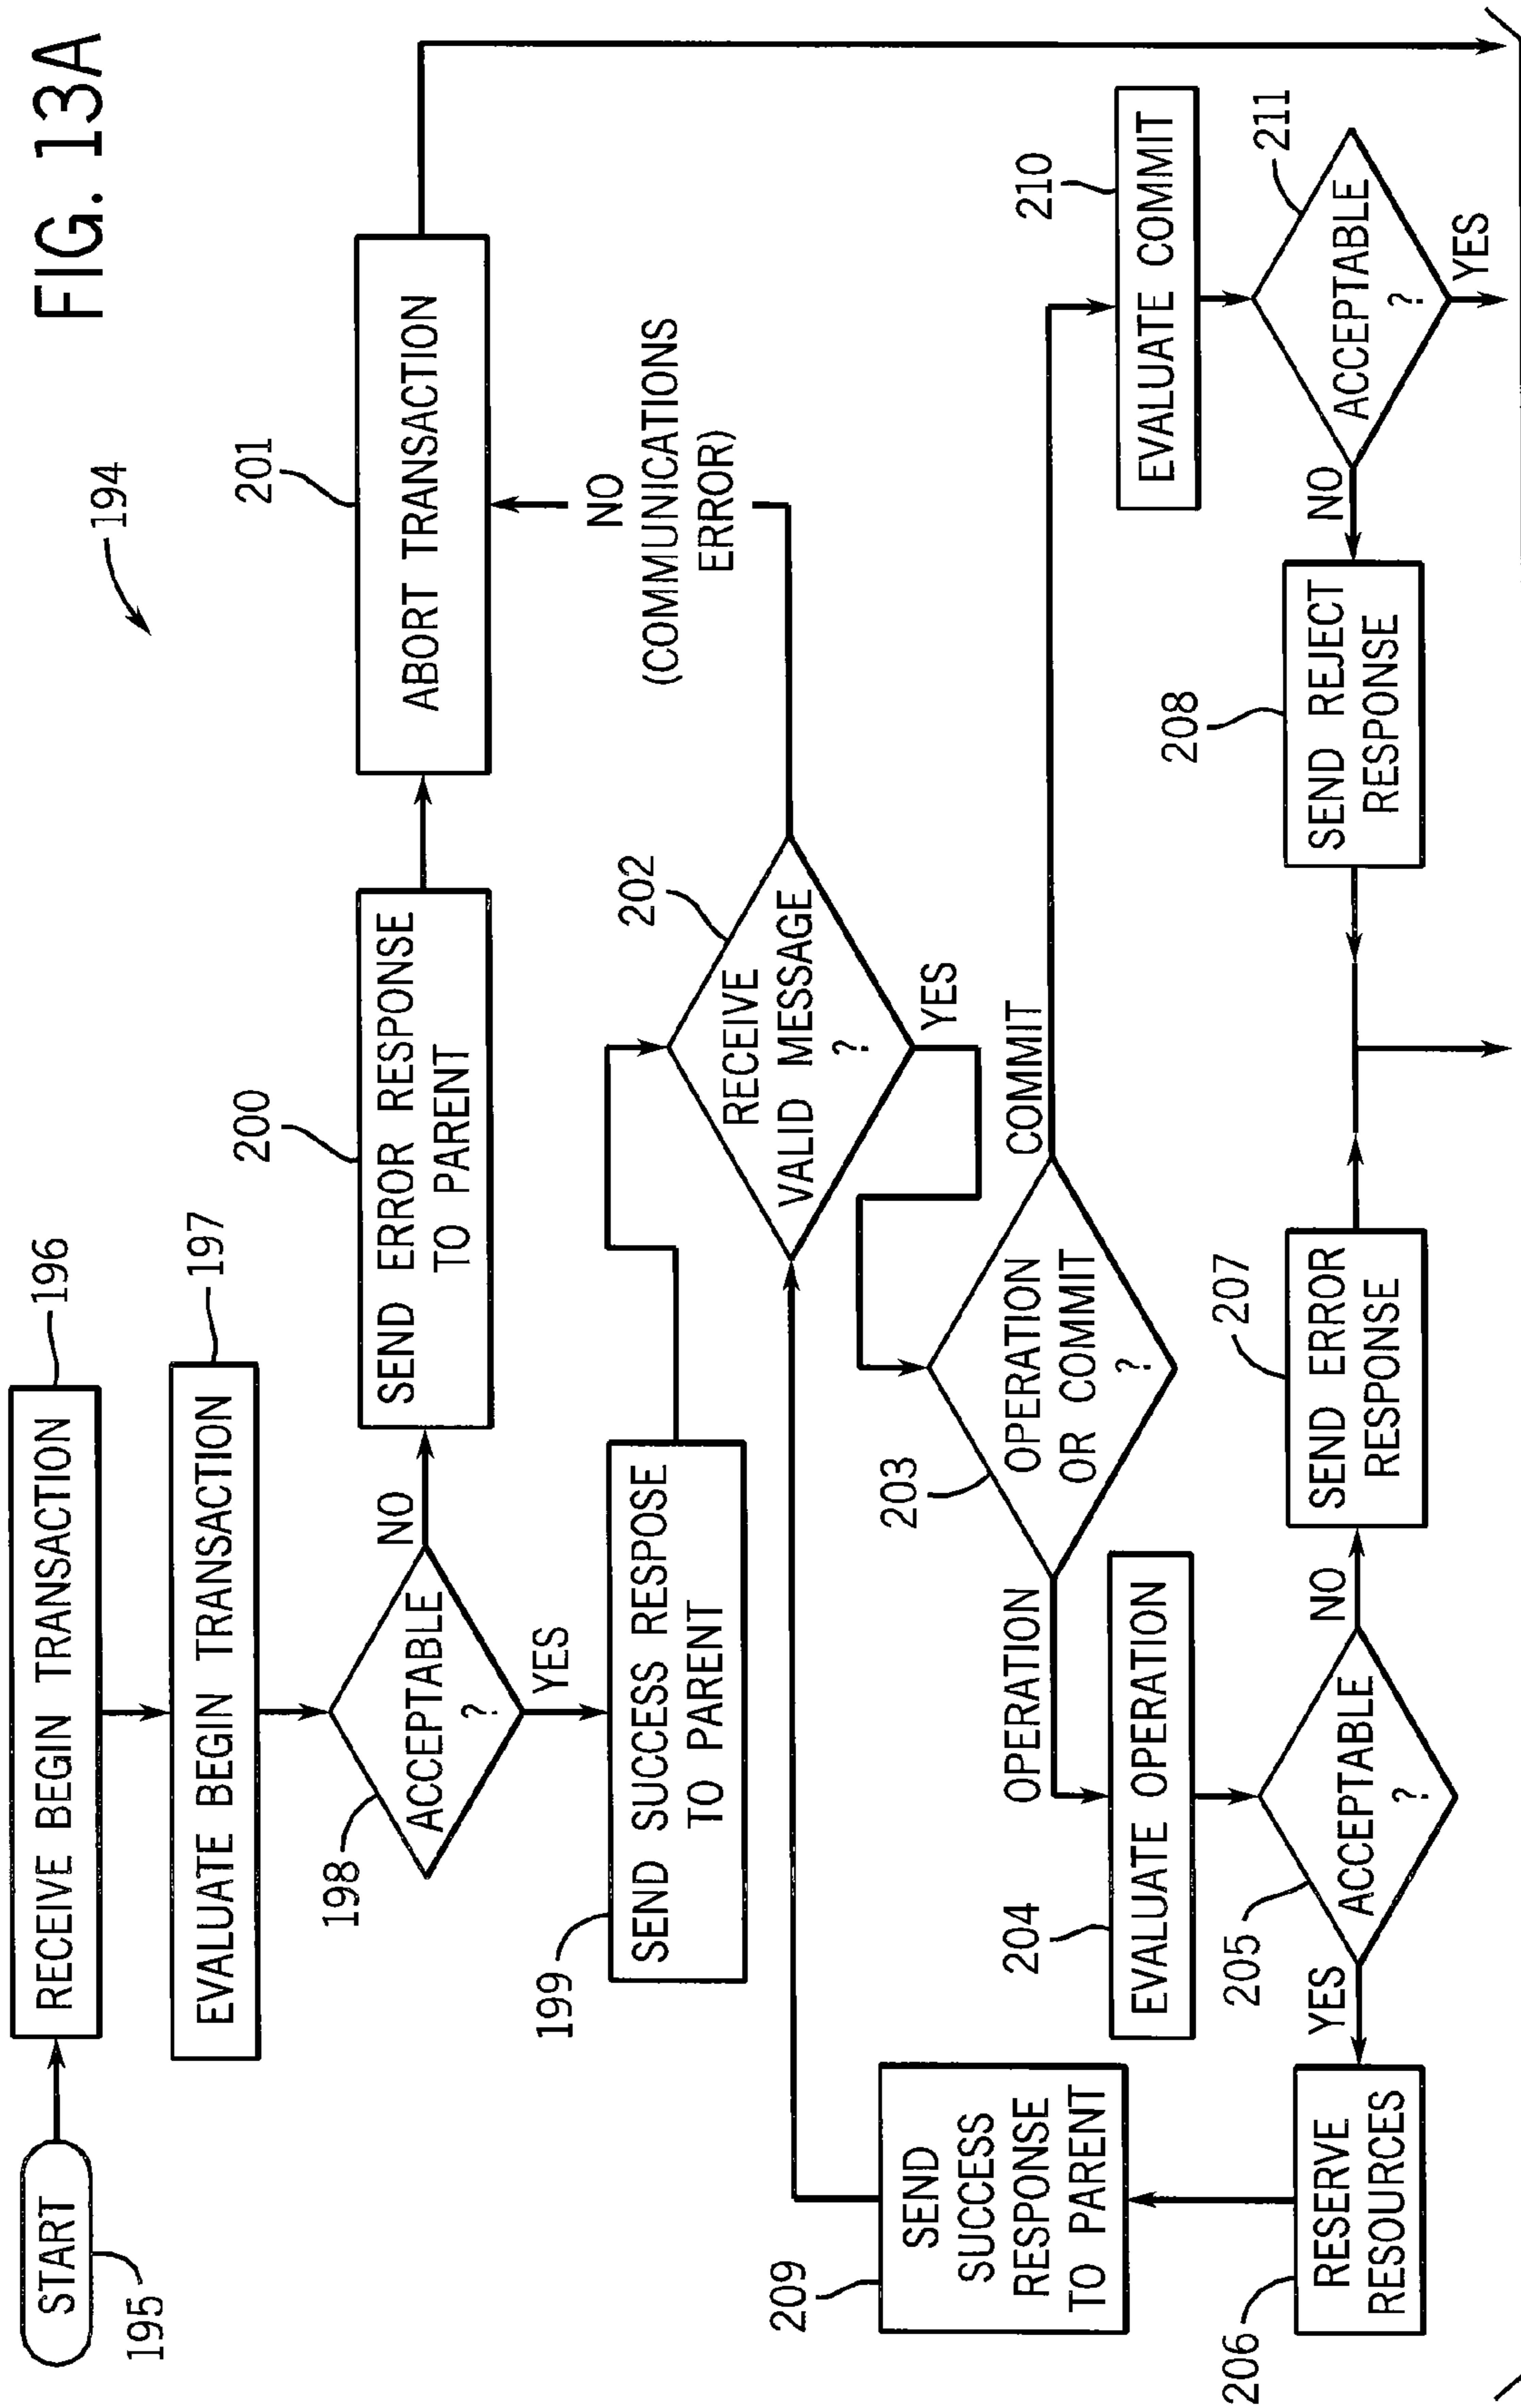 FIG. 13A
194
START
195
RECEIVE BEGIN TRANSACTION
196
EVALUATE BEGIN TRANSACTION
197
ACCEPTABLE
?
198
NO
YES
SEND ERROR RESPONSE
TO PARENT
200
ABORT TRANSACTION
201
SEND SUCCESS RESPOSE
TO PARENT
199
RECEIVE
VALID MESSAGE
?
202
NO
(COMMUNICATIONS
ERROR)
YES
OPERATION
OR COMMIT
?
203
OPERATION
COMMIT
EVALUATE OPERATION
204
ACCEPTABLE
?
205
YES
NO
RESERVE
RESOURCES
206
SEND
SUCCESS
RESPONSE
TO PARENT
209
SEND ERROR
RESPONSE
207
SEND REJECT
RESPONSE
208
EVALUATE COMMIT
210
ACCEPTABLE
?
211
NO
YES